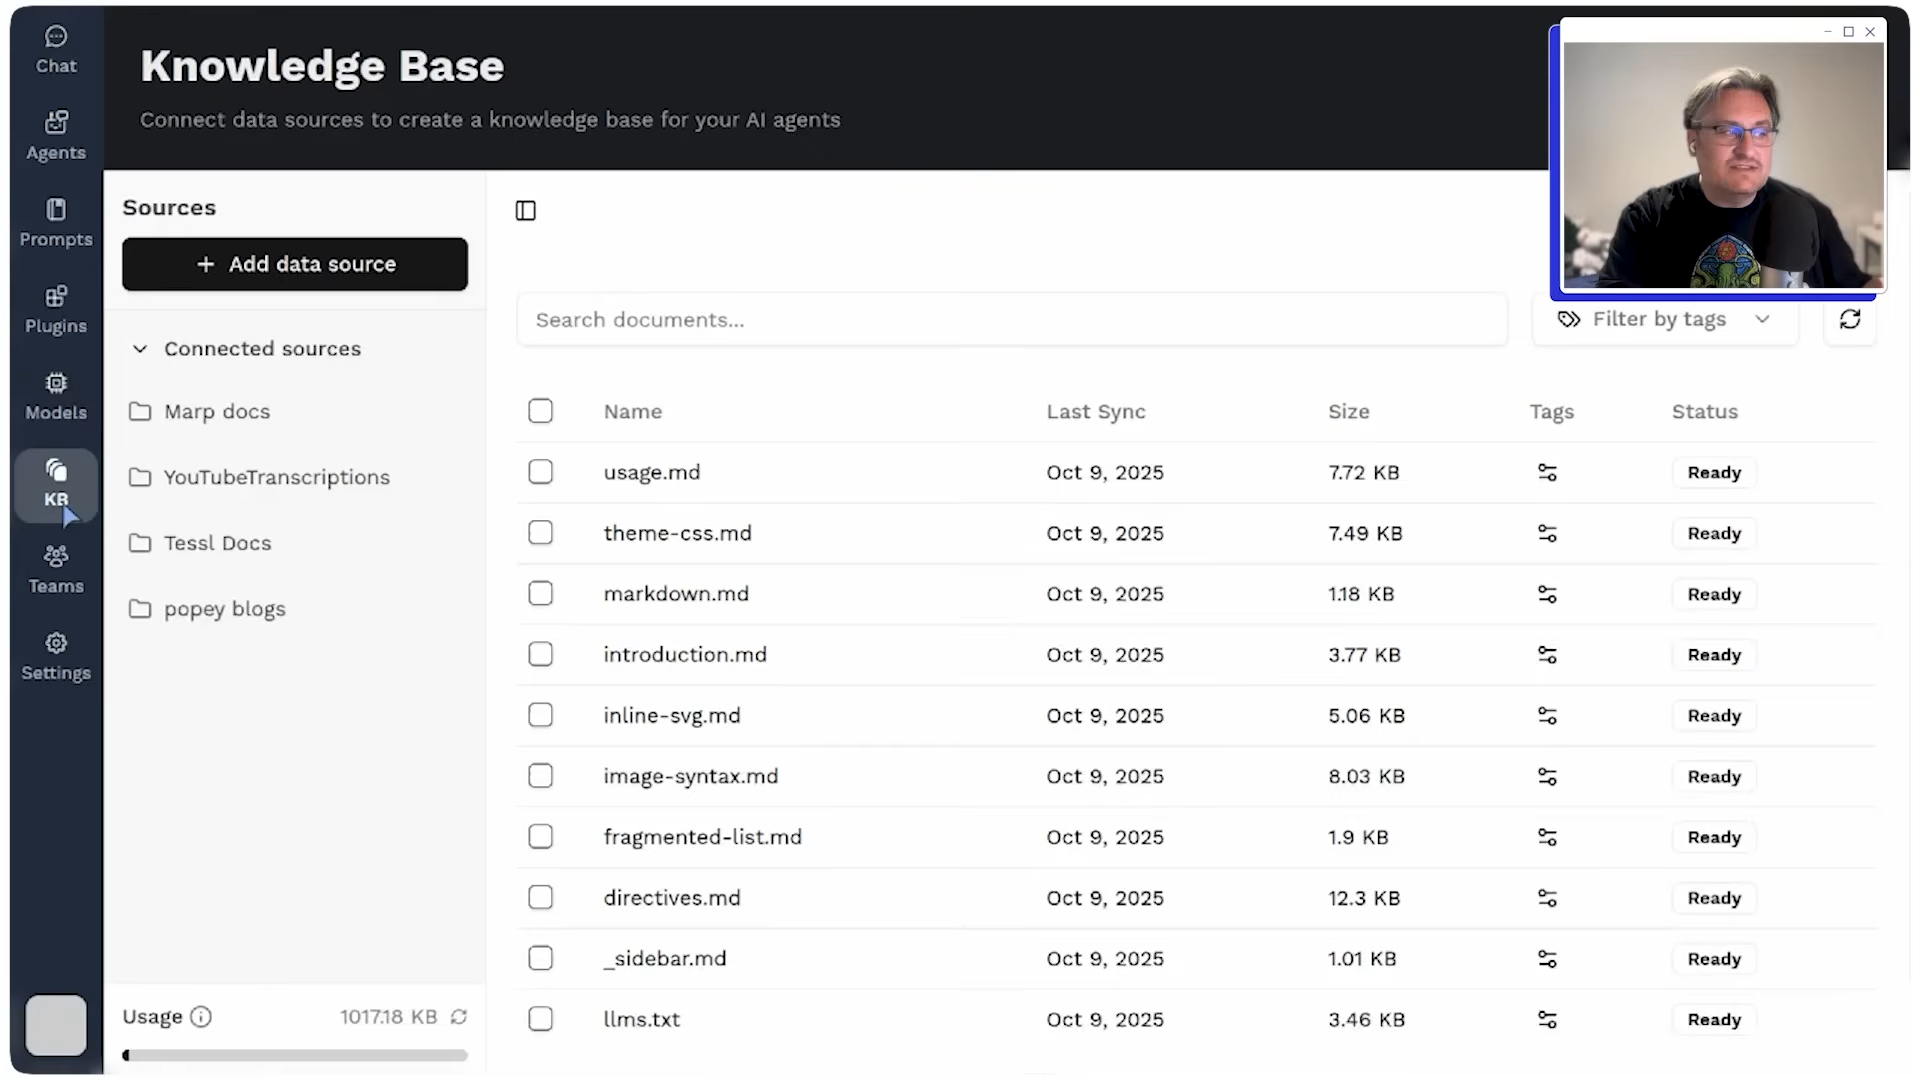 Chat
Agents
Prompts
Plugins
Models
KB
Teams
Settings
Knowledge Base
Connect data sources to create a knowledge base for your AI agents
Sources
+ Add data source
Connected sources
Marp docs
YouTubeTranscriptions
Tessl Docs
popey blogs
Usage 1017.18 KB
Search documents...
Filter by tags
Name Last Sync Size Tags Status
usage.md Oct 9, 2025 7.72 KB Ready
theme-css.md Oct 9, 2025 7.49 KB Ready
markdown.md Oct 9, 2025 1.18 KB Ready
introduction.md Oct 9, 2025 3.77 KB Ready
inline-svg.md Oct 9, 2025 5.06 KB Ready
image-syntax.md Oct 9, 2025 8.03 KB Ready
fragmented-list.md Oct 9, 2025 1.9 KB Ready
directives.md Oct 9, 2025 12.3 KB Ready
_sidebar.md Oct 9, 2025 1.01 KB Ready
llms.txt Oct 9, 2025 3.46 KB Ready